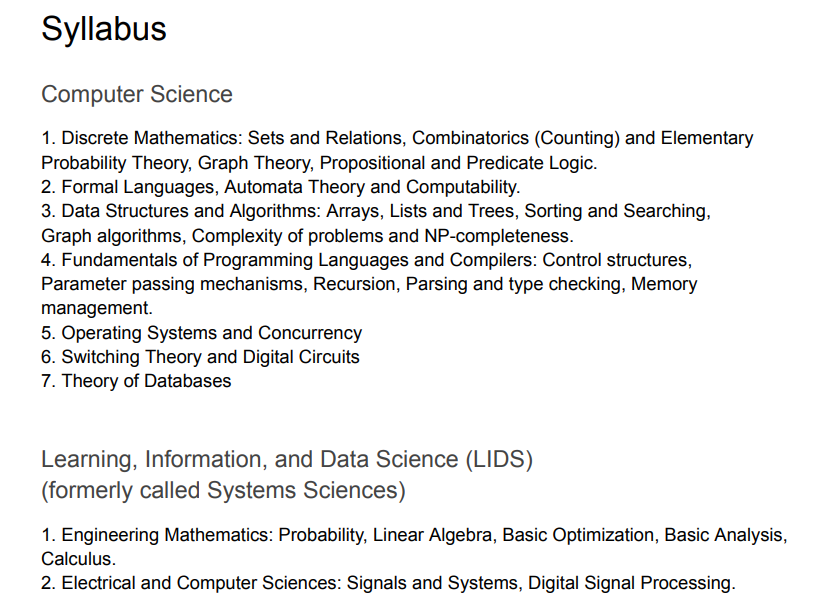 Syllabus
Computer Science
1. Discrete Mathematics: Sets and Relations, Combinatorics (Counting) and Elementary
Probability Theory, Graph Theory, Propositional and Predicate Logic.
2. Formal Languages, Automata Theory and Computability.
3. Data Structures and Algorithms: Arrays, Lists and Trees, Sorting and Searching,
Graph algorithms, Complexity of problems and NP-completeness.
4. Fundamentals of Programming Languages and Compilers: Control structures,
Parameter passing mechanisms, Recursion, Parsing and type checking, Memory
management.
5. Operating Systems and Concurrency
6. Switching Theory and Digital Circuits
7. Theory of Databases
Learning, Information, and Data Science (LIDS)
(formerly called Systems Sciences)
1. Engineering Mathematics: Probability, Linear Algebra, Basic Optimization, Basic Analysis,
Calculus.
2. Electrical and Computer Sciences: Signals and Systems, Digital Signal Processing.